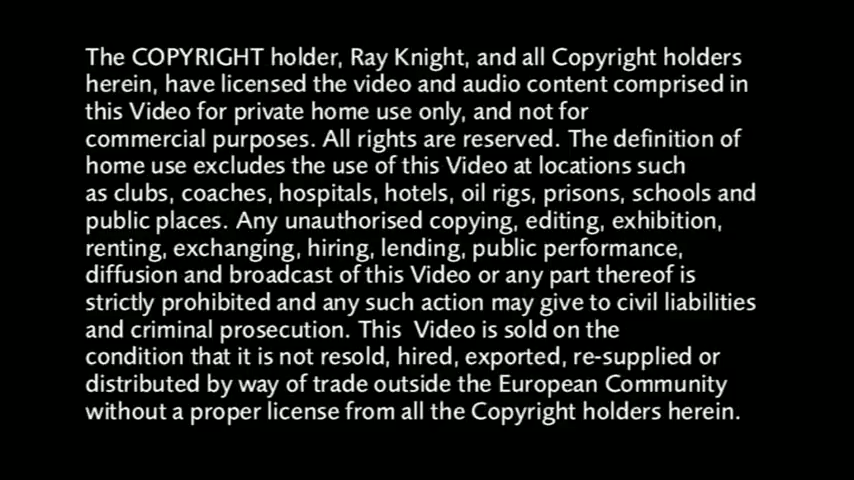 The COPYRIGHT holder, Ray Knight, and all Copyright holders
herein, have licensed the video and audio content comprised in
this Video for private home use only, and not for
commercial purposes. All rights are reserved. The definition of
home use excludes the use of this Video at locations such
as clubs, coaches, hospitals, hotels, oil rigs, prisons, schools and
public places. Any unauthorised copying, editing, exhibition,
renting, exchanging, hiring, lending, public performance,
diffusion and broadcast of this Video or any part thereof is
strictly prohibited and any such action may give to civil liabilities
and criminal prosecution. This  Video is sold on the
condition that it is not resold, hired, exported, re-supplied or
distributed by way of trade outside the European Community
without a proper license from all the Copyright holders herein.